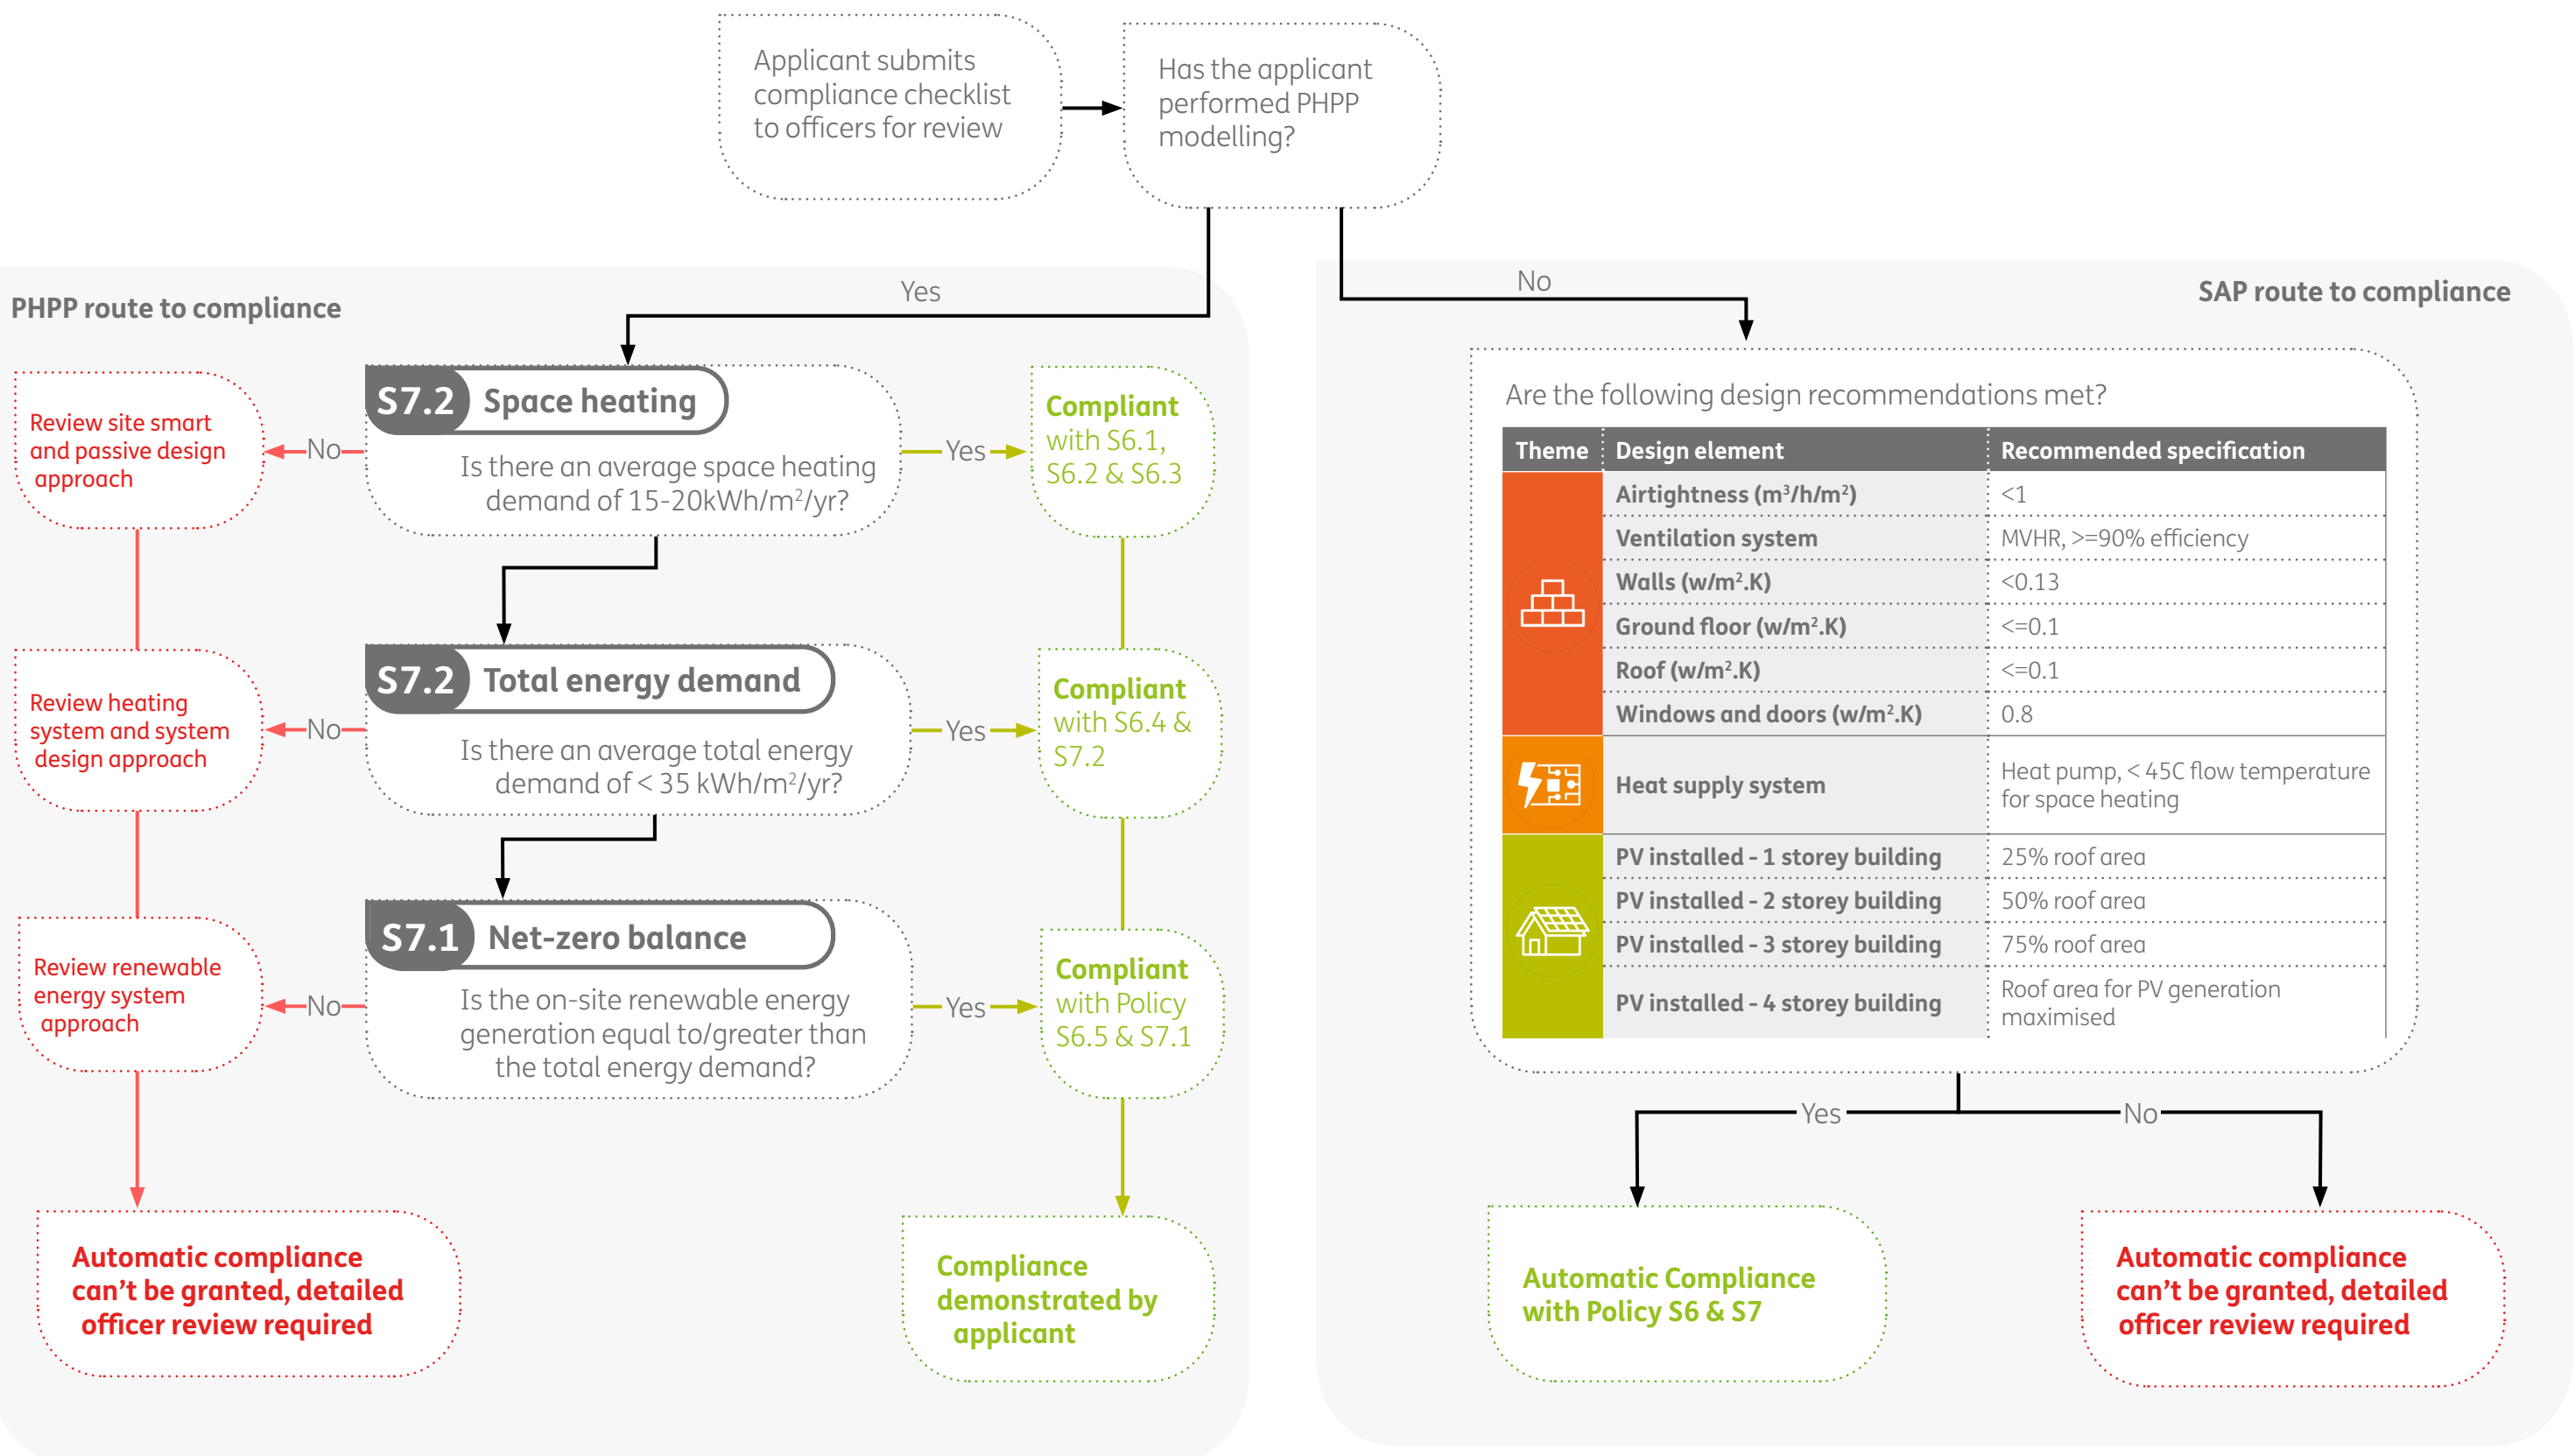 Applicant submits
compliance checklist
to officers for review
Has the applicant
performed PHPP
modelling?
Yes
No
PHPP route to compliance
SAP route to compliance
Review site smart
and passive design
approach
No
S7.2 Space heating
Is there an average space heating
demand of 15-20kWh/m²/yr?
Yes
Compliant
with S6.1,
S6.2 & S6.3
Review heating
system and system
design approach
No
S7.2 Total energy demand
Is there an average total energy
demand of < 35 kWh/m²/yr?
Yes
Compliant
with S6.4 &
S7.2
Review renewable
energy system
approach
No
S7.1 Net-zero balance
Is the on-site renewable energy
generation equal to/greater than
the total energy demand?
Yes
Compliant
with Policy
S6.5 & S7.1
Automatic compliance
can't be granted, detailed
officer review required
Compliance
demonstrated by
applicant
Are the following design recommendations met?
Theme Design element Recommended specification
Airtightness (m³/h/m²) <1
Ventilation system MVHR, >=90% efficiency
Walls (w/m².K) <0.13
Ground floor (w/m².K) <=0.1
Roof (w/m².K) <=0.1
Windows and doors (w/m².K) 0.8
Heat supply system Heat pump, < 45C flow temperature
for space heating
PV installed - 1 storey building 25% roof area
PV installed - 2 storey building 50% roof area
PV installed - 3 storey building 75% roof area
PV installed - 4 storey building Roof area for PV generation
maximised
Yes
No
Automatic Compliance
with Policy S6 & S7
Automatic compliance
can't be granted, detailed
officer review required